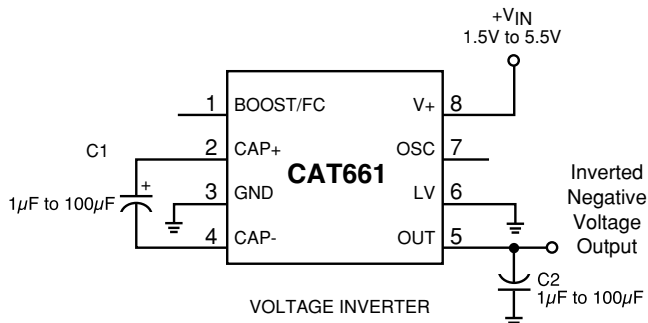 +VIN
1.5V to 5.5V
1 BOOST/FC V+ 8
C1
2 CAP+ OSC 7
CAT661
+
1µF to 100µF
3 GND LV 6
4 CAP- OUT 5
Inverted
Negative
Voltage
Output
C2
1µF to 100µF
VOLTAGE INVERTER